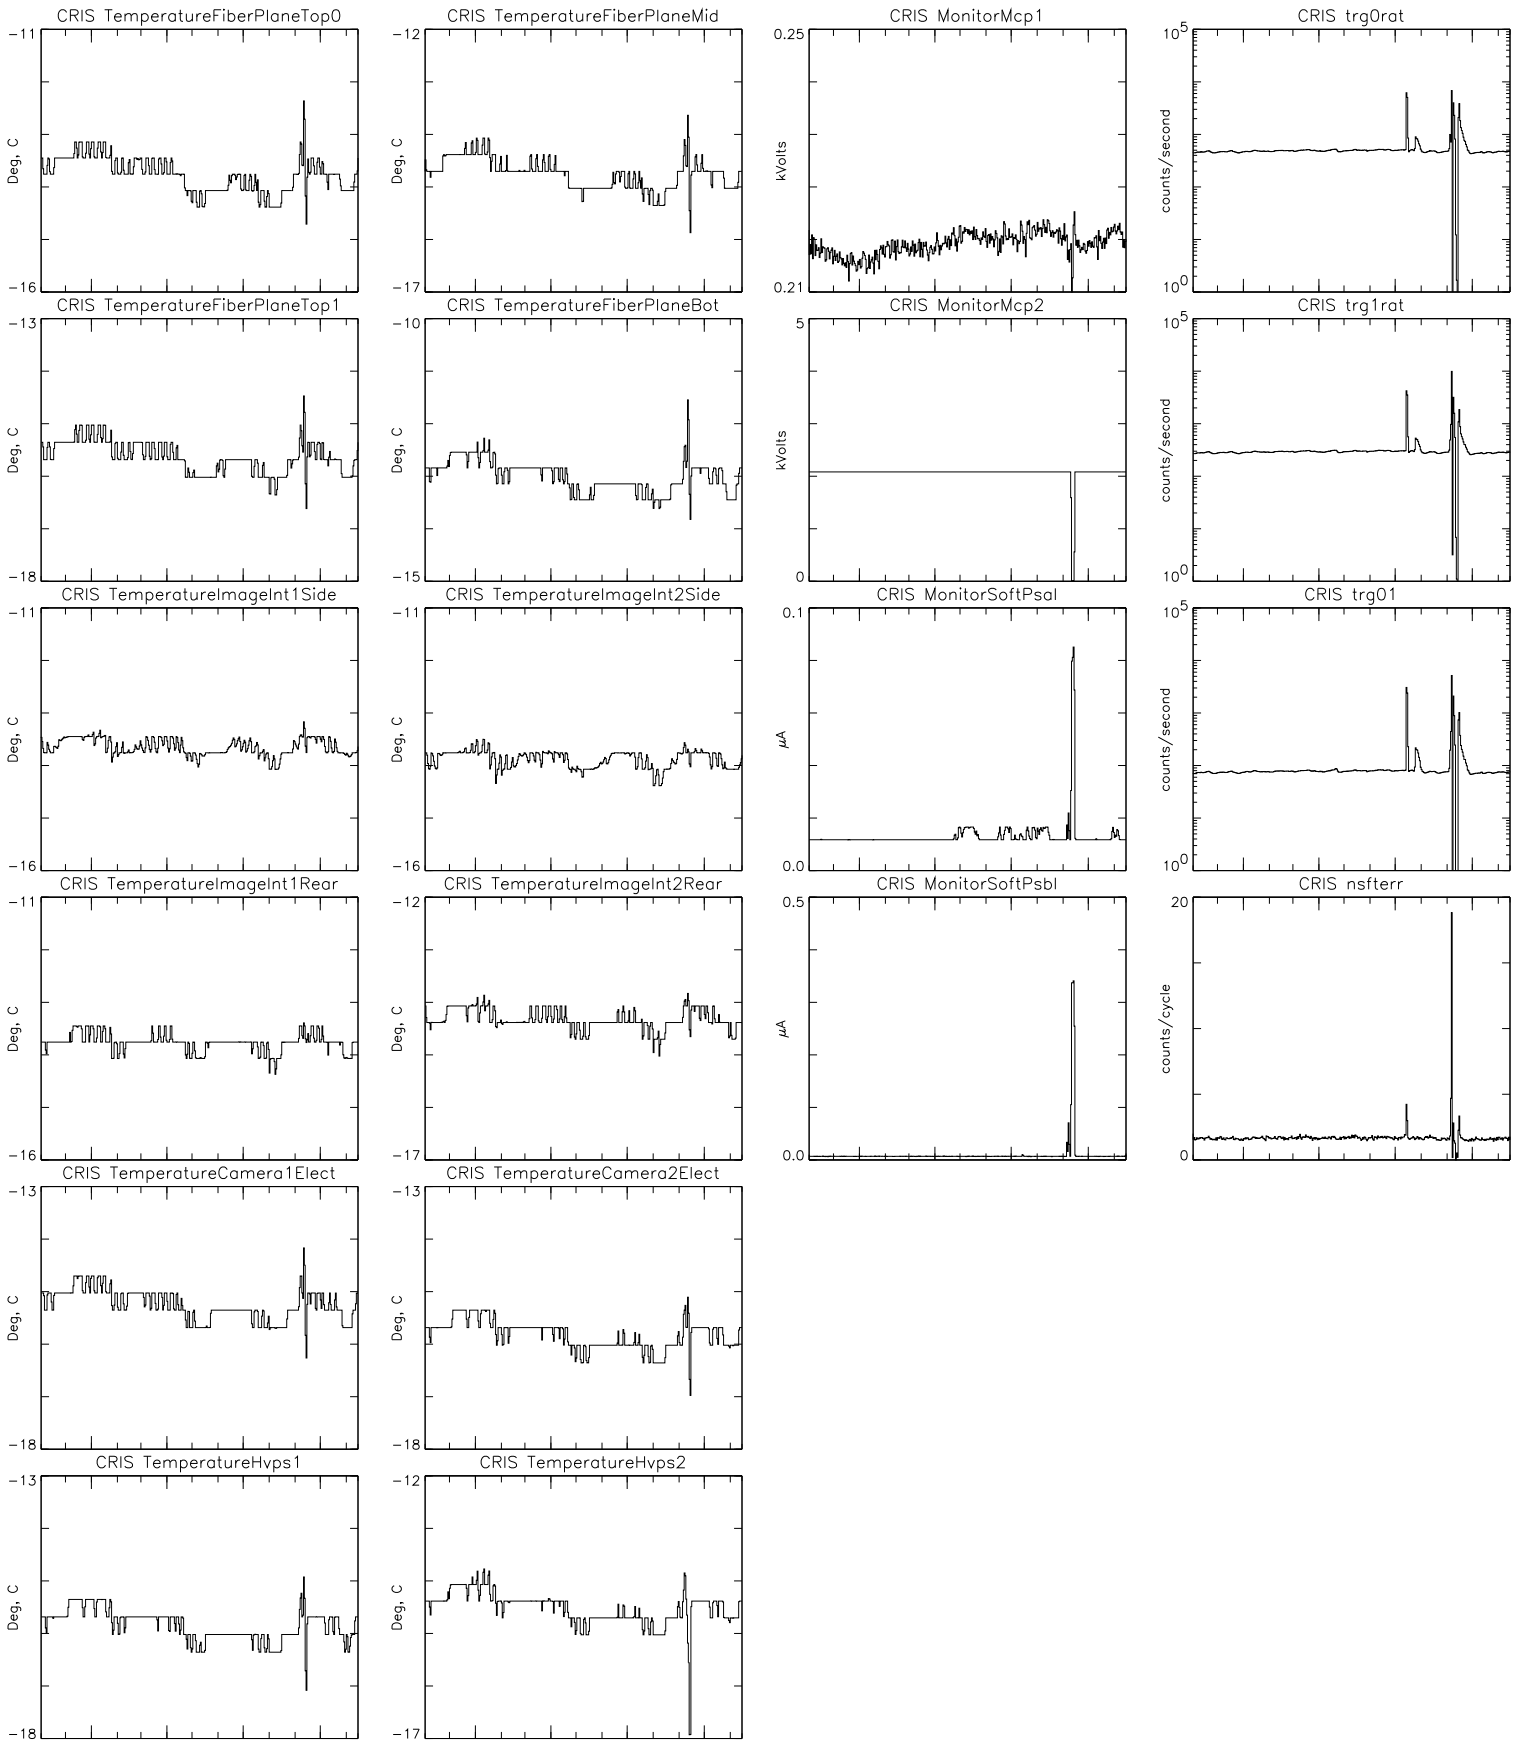 CRIS TemperatureFiberPlaneTop0
-11
Deg, C
-16
CRIS TemperatureFiberPlaneMid
-12
Deg, C
-17
CRIS MonitorMcp1
0.25
kVolts
0.21
CRIS trg0rat
10^5
counts/second
10^0
CRIS TemperatureFiberPlaneTop1
-13
Deg, C
-18
CRIS TemperatureFiberPlaneBot
-10
Deg, C
-15
CRIS MonitorMcp2
5
kVolts
0
CRIS trg1rat
10^5
counts/second
10^0
CRIS TemperatureImageInt1Side
-11
Deg, C
-16
CRIS TemperatureImageInt2Side
-11
Deg, C
-16
CRIS MonitorSoftPsaI
0.1
μA
0.0
CRIS trg01
10^5
counts/second
10^0
CRIS TemperatureImageInt1Rear
-11
Deg, C
-16
CRIS TemperatureImageInt2Rear
-12
Deg, C
-17
CRIS MonitorSoftPsbI
0.5
μA
0.0
CRIS nsfterr
20
counts/cycle
0
CRIS TemperatureCamera1Elect
-13
Deg, C
-18
CRIS TemperatureCamera2Elect
-13
Deg, C
-18
CRIS TemperatureHvps1
-13
Deg, C
-18
CRIS TemperatureHvps2
-12
Deg, C
-17